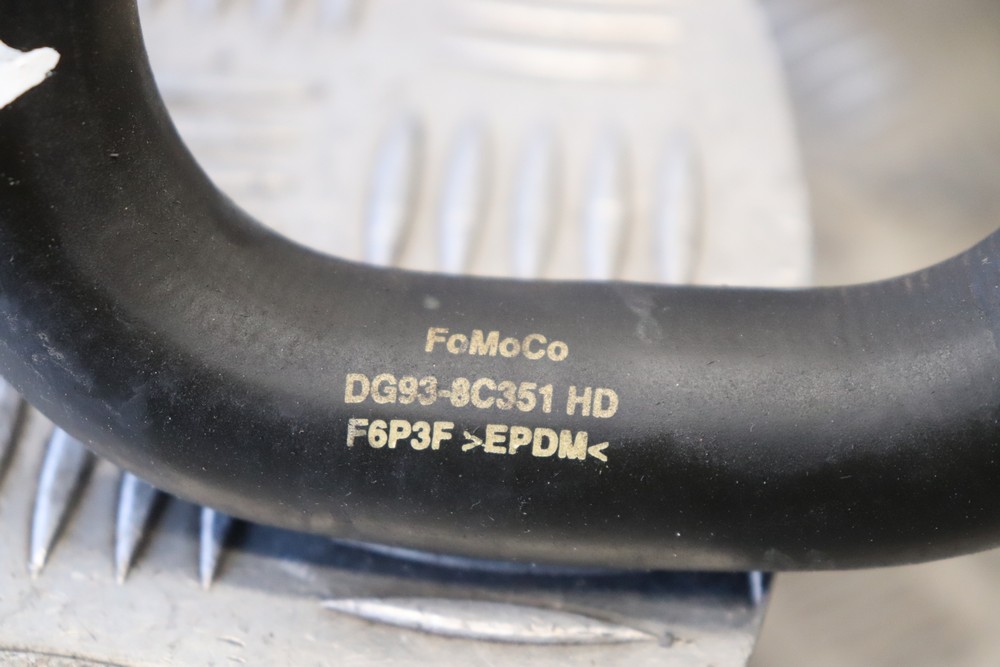 FoMoCo
DG93-8C351 HD
F6P3F >EPDM<